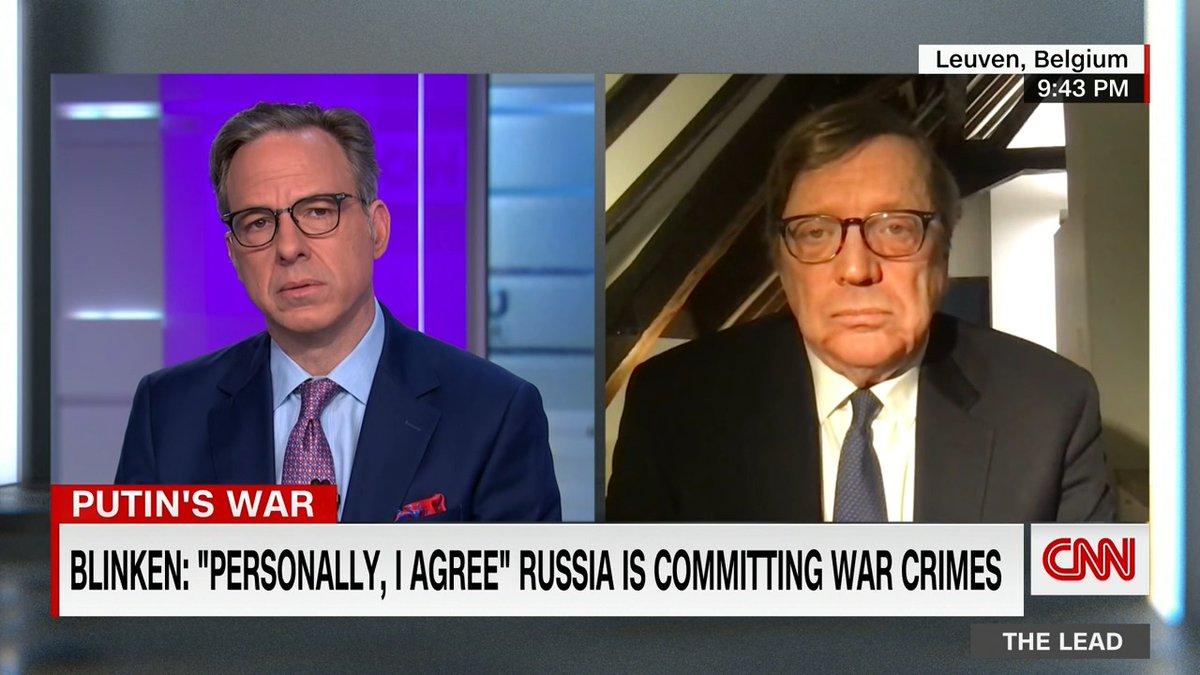 Leuven, Belgium
9:43 PM
PUTIN'S WAR
BLINKEN: "PERSONALLY, I AGREE" RUSSIA IS COMMITTING WAR CRIMES
CNN
THE LEAD